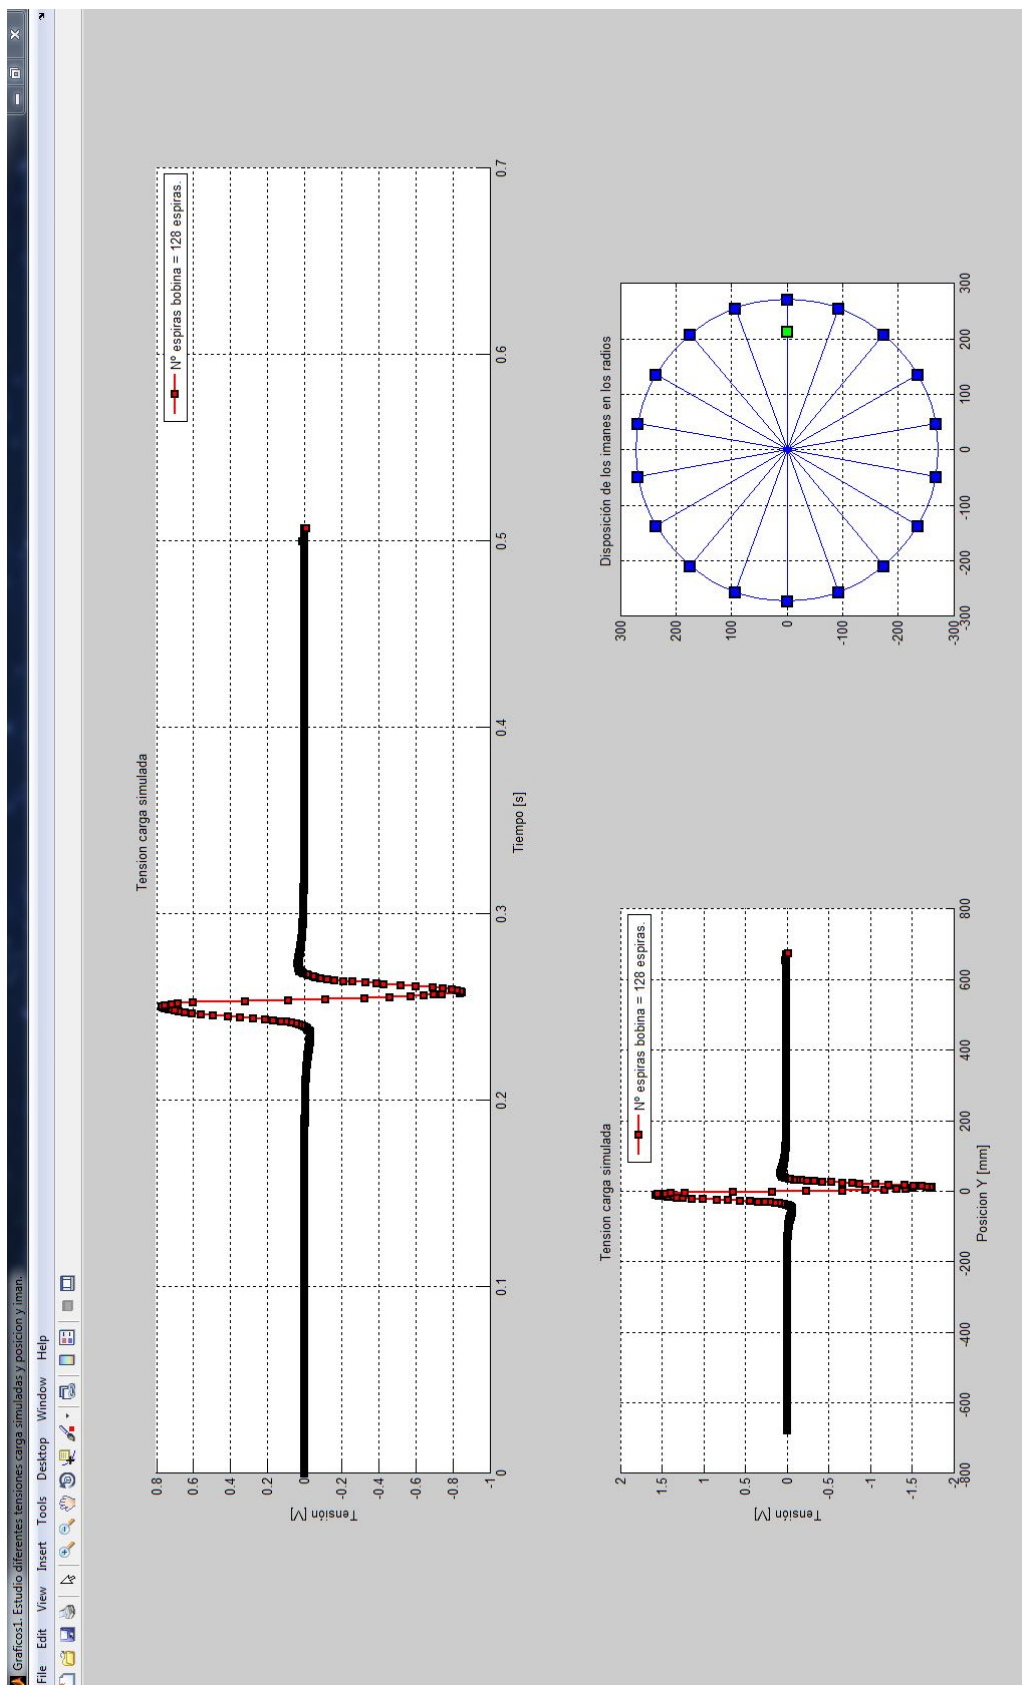 Graficos1. Estudio diferentes tensiones carga simuladas y posicion y iman.
File Edit View Insert Tools Desktop Window Help
Tension carga simulada
Nº espiras bobina = 128 espiras.
0.8
0.6
0.4
0.2
0
-0.2
-0.4
-0.6
-0.8
-1
Tensión [V]
0 0.1 0.2 0.3 0.4 0.5 0.6 0.7
Tiempo [s]
Tension carga simulada
Nº espiras bobina = 128 espiras.
2
1.5
1
0.5
0
-0.5
-1
-1.5
-2
Tensión [V]
-800 -600 -400 -200 0 200 400 600 800
Posicion Y [mm]
Disposición de los imanes en los radios
300
200
100
0
-100
-200
-300
-300 -200 -100 0 100 200 300